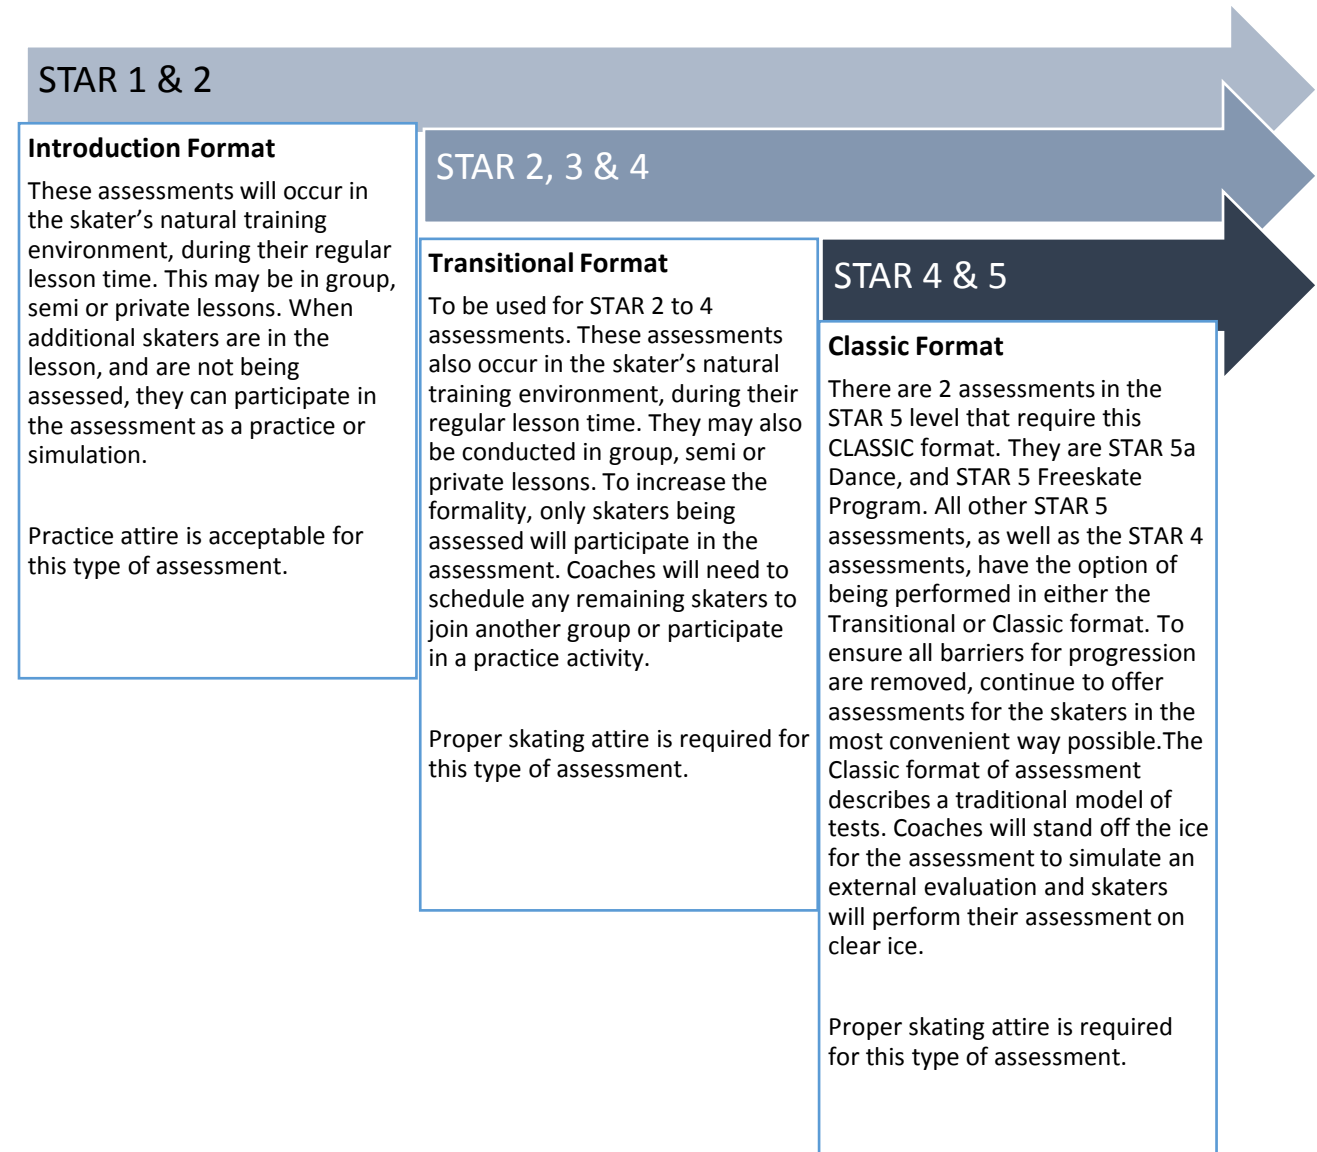 STAR 1 & 2
Introduction Format
These assessments will occur in
the skater’s natural training
environment, during their regular
lesson time. This may be in group,
semi or private lessons. When
additional skaters are in the
lesson, and are not being
assessed, they can participate in
the assessment as a practice or
simulation.
Practice attire is acceptable for
this type of assessment.
STAR 2, 3 & 4
Transitional Format
To be used for STAR 2 to 4
assessments. These assessments
also occur in the skater’s natural
training environment, during their
regular lesson time. They may also
be conducted in group, semi or
private lessons. To increase the
formality, only skaters being
assessed will participate in the
assessment. Coaches will need to
schedule any remaining skaters to
join another group or participate
in a practice activity.
Proper skating attire is required for
this type of assessment.
STAR 4 & 5
Classic Format
There are 2 assessments in the
STAR 5 level that require this
CLASSIC format. They are STAR 5a
Dance, and STAR 5 Freeskate
Program. All other STAR 5
assessments, as well as the STAR 4
assessments, have the option of
being performed in either the
Transitional or Classic format. To
ensure all barriers for progression
are removed, continue to offer
assessments for the skaters in the
most convenient way possible.The
Classic format of assessment
describes a traditional model of
tests. Coaches will stand off the ice
for the assessment to simulate an
external evaluation and skaters
will perform their assessment on
clear ice.
Proper skating attire is required
for this type of assessment.